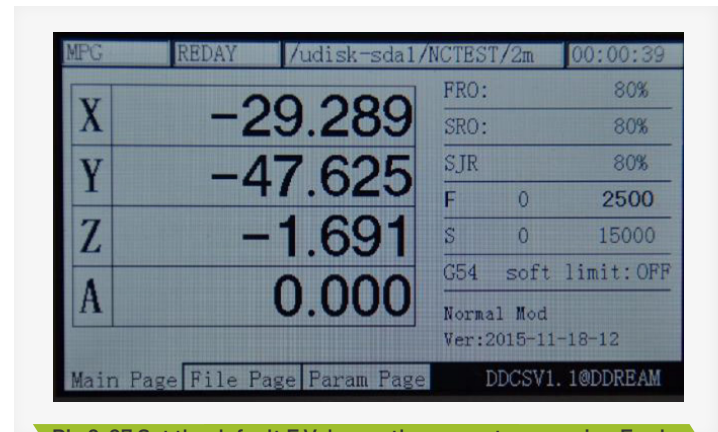 MPG REDAY /udisk-sda1/NCTEST/2m 00:00:39
X -29.289
Y -47.625
Z -1.691
A 0.000
FRO: 80%
SRO: 80%
SJR 80%
F 0 2500
S 0 15000
G54 soft limit:OFF
Normal Mod
Ver:2015-11-18-12
Main Page File Page Param Page DDCSV1.1@DDREAM